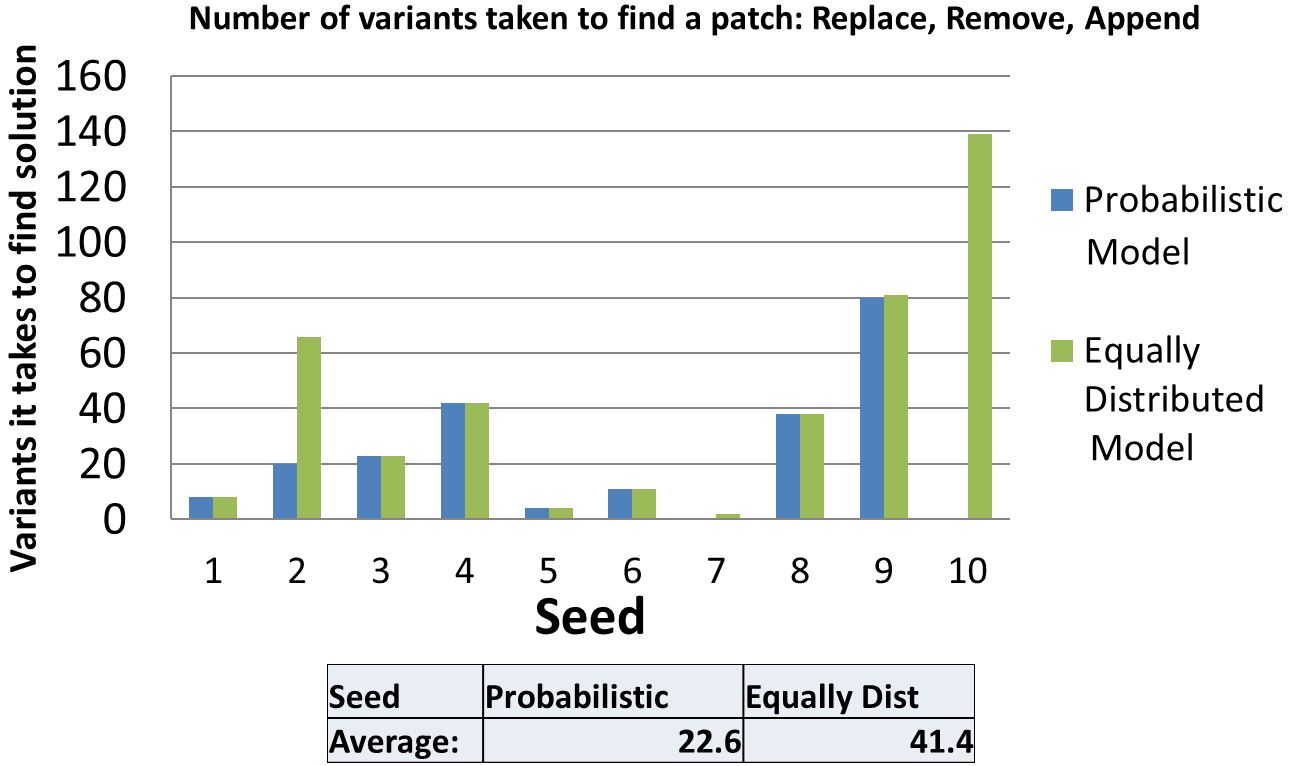 Number of variants taken to find a patch: Replace, Remove, Append
Variants it takes to find solution
160
140
120
100
80
60
40
20
0
1 2 3 4 5 6 7 8 9 10
Seed
Probabilistic
Model
Equally
Distributed
Model
Seed Probabilistic Equally Dist
Average: 22.6 41.4